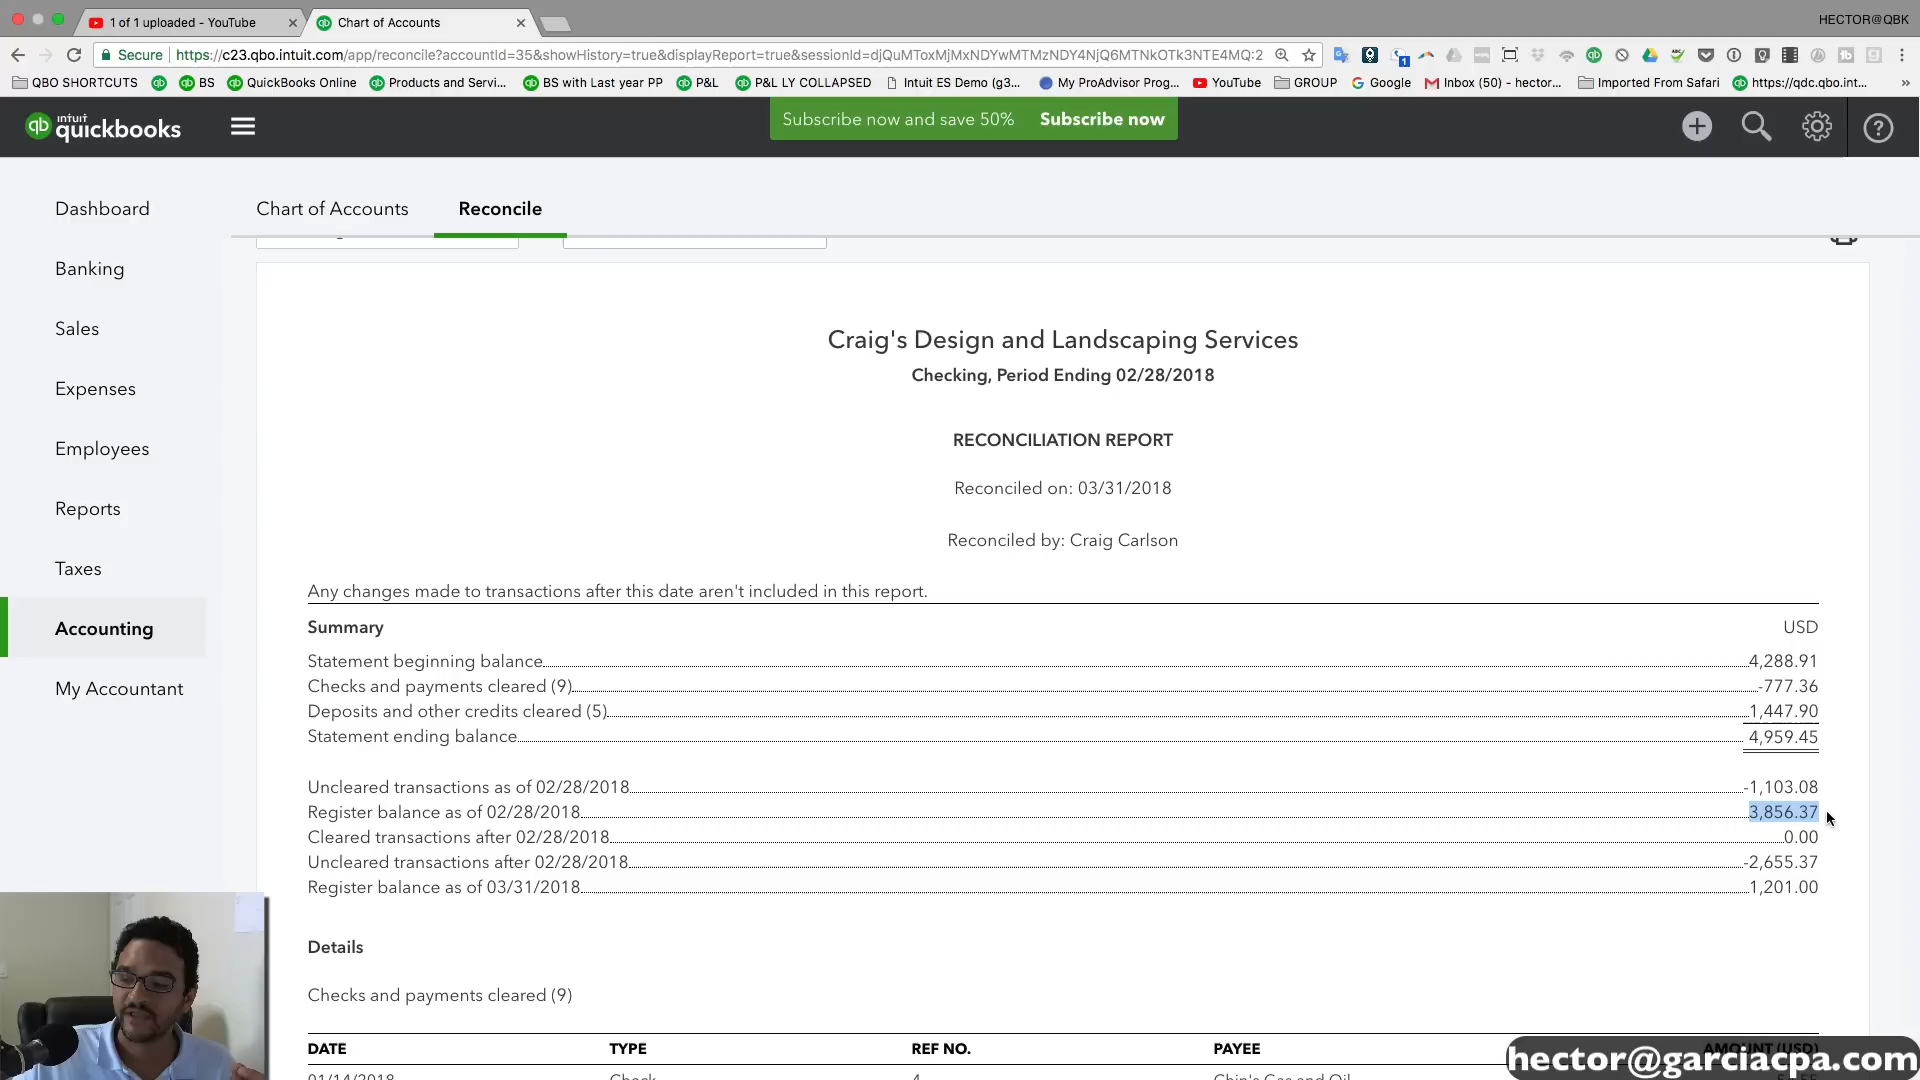 1 of 1 uploaded - YouTube
Chart of Accounts
HECTOR@QBK
Secure
https://c23.qbo.intuit.com/app/reconcile?accountId=35&showHistory=true&displayReport=true&sessionId=djQuMToxMjMxNDYwMTMzNDY4NjQ6MTNkOTk3NTE4MQ:2
QBO SHORTCUTS
BS
QuickBooks Online
Products and Servi...
BS with Last year PP
P&L
P&L LY COLLAPSED
Intuit ES Demo (g3...
My ProAdvisor Prog...
YouTube
GROUP
Google
Inbox (50) - hector...
Imported From Safari
https://qdc.qbo.int...
»
intuit
quickbooks
Subscribe now and save 50% Subscribe now
Dashboard
Banking
Sales
Expenses
Employees
Reports
Taxes
Accounting
My Accountant
Chart of Accounts
Reconcile
Craig's Design and Landscaping Services
Checking, Period Ending 02/28/2018
RECONCILIATION REPORT
Reconciled on: 03/31/2018
Reconciled by: Craig Carlson
Any changes made to transactions after this date aren't included in this report.
Summary USD
Statement beginning balance 4,288.91
Checks and payments cleared (9) -777.36
Deposits and other credits cleared (5) 1,447.90
Statement ending balance 4,959.45
Uncleared transactions as of 02/28/2018 -1,103.08
Register balance as of 02/28/2018 3,856.37
Cleared transactions after 02/28/2018 0.00
Uncleared transactions after 02/28/2018 -2,655.37
Register balance as of 03/31/2018 1,201.00
Details
Checks and payments cleared (9)
DATE TYPE REF NO. PAYEE AMOUNT (USD)
01/14/2018 Check 4 Chin's Gas and Oil
hector@garciacpa.com